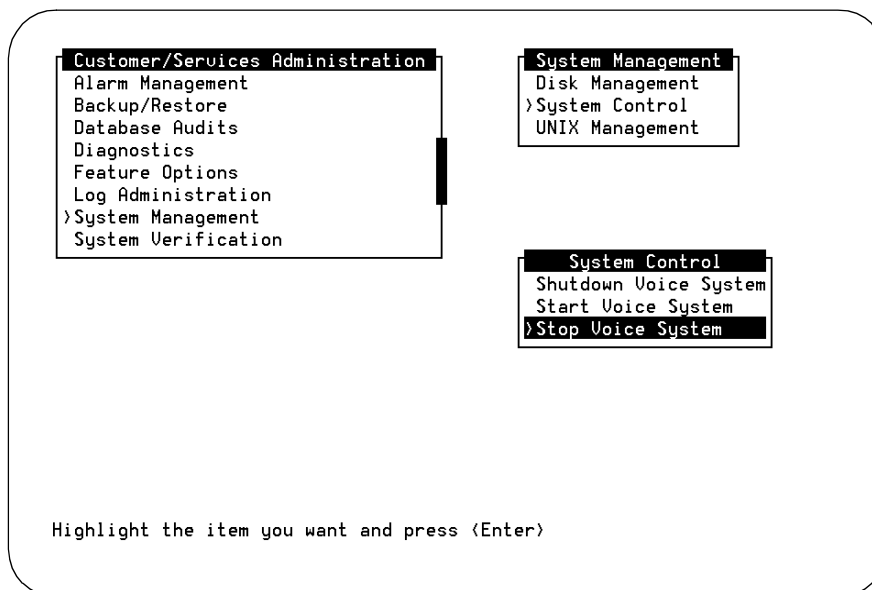 Customer/Services Administration
Alarm Management
Backup/Restore
Database Audits
Diagnostics
Feature Options
Log Administration
>System Management
System Verification
System Management
Disk Management
>System Control
UNIX Management
System Control
Shutdown Voice System
Start Voice System
>Stop Voice System
Highlight the item you want and press <Enter>